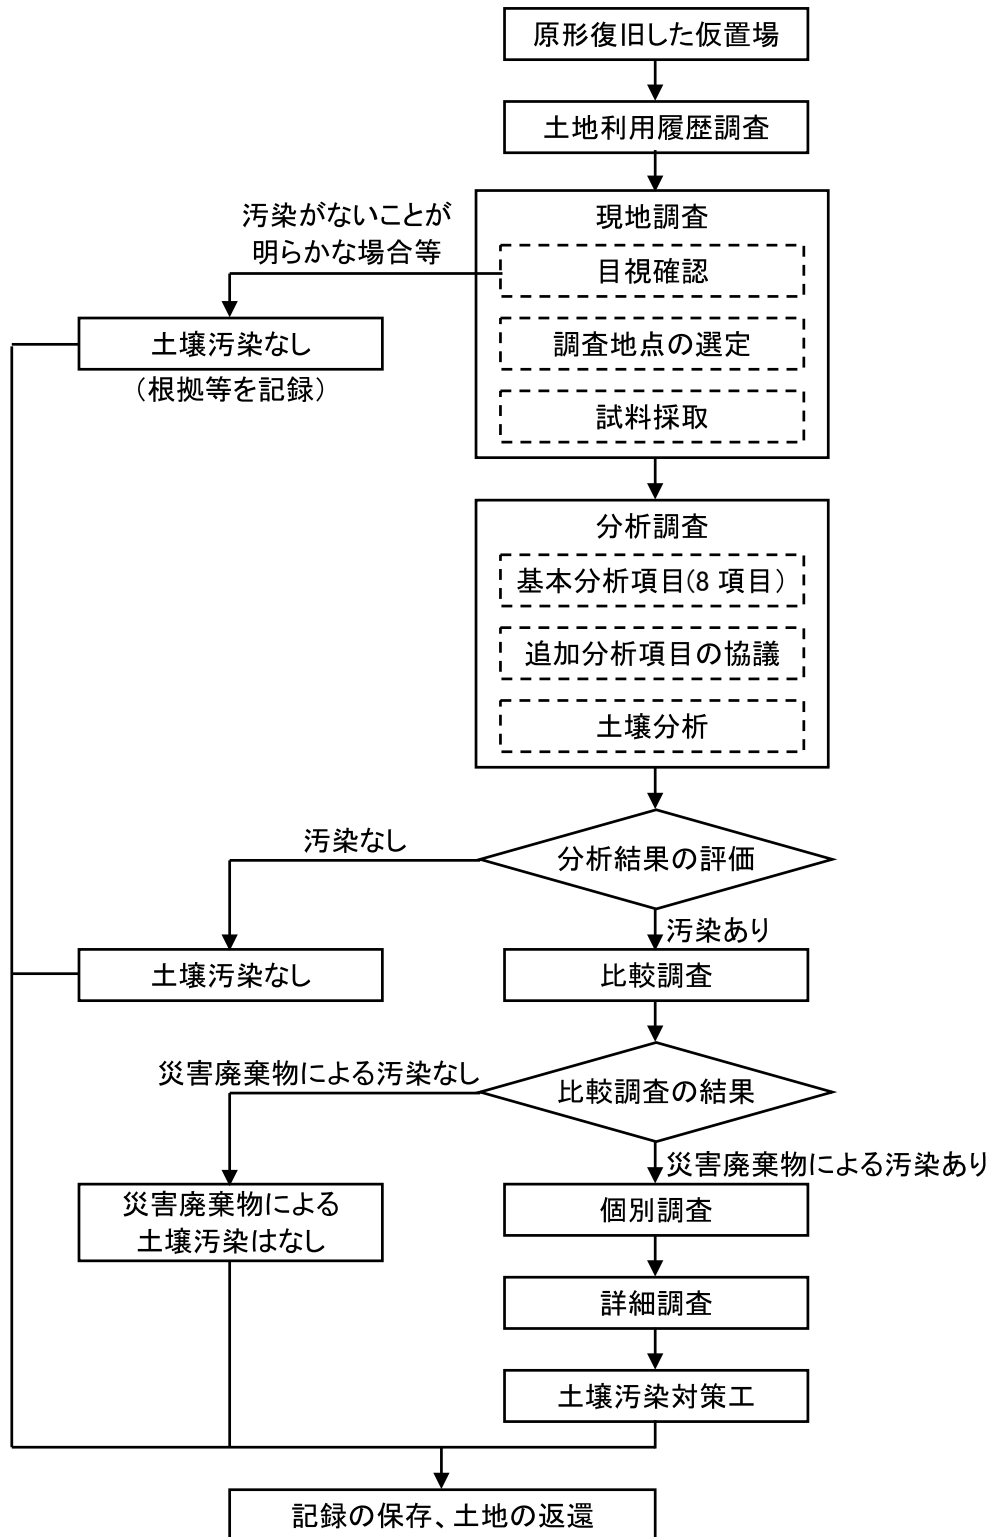 原形復旧した仮置場
土地利用履歴調査
現地調査
目視確認
調査地点の選定
試料採取
汚染がないことが
明らかな場合等
土壌汚染なし
（根拠等を記録）
分析調査
基本分析項目(8 項目）
追加分析項目の協議
土壌分析
分析結果の評価
汚染なし
土壌汚染なし
汚染あり
比較調査
比較調査の結果
災害廃棄物による汚染なし
災害廃棄物による
土壌汚染はなし
災害廃棄物による汚染あり
個別調査
詳細調査
土壌汚染対策工
記録の保存、土地の返還